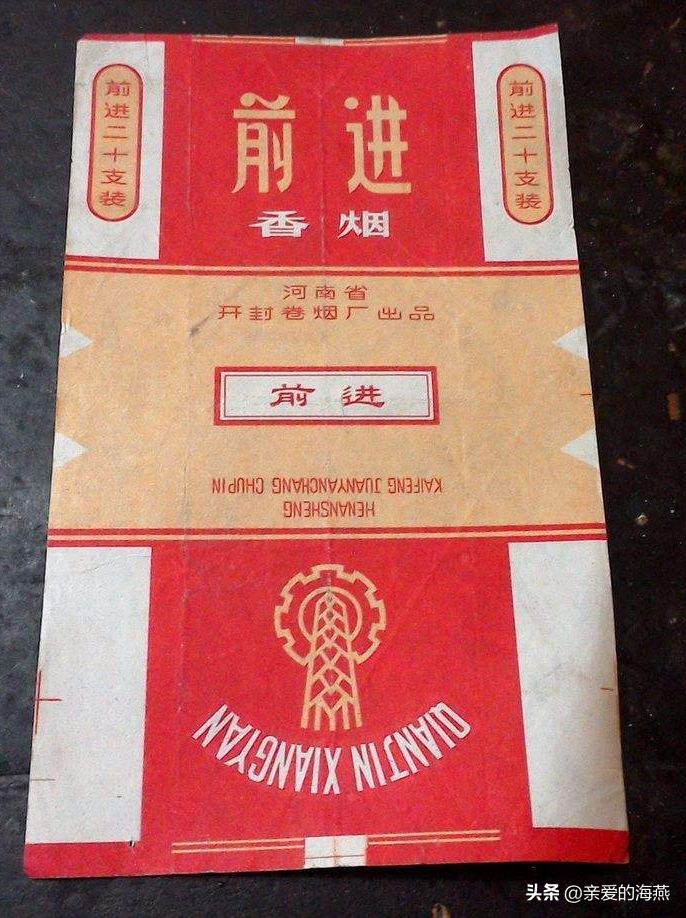 前进二十支装
前进
香烟
前进二十支装
河南省
开封卷烟厂出品
前进
HENANSHENG
KAIFENG JUANYANCHANG CHUPIN
QIANJIN XIANGYAN
头条 @亲爱的海燕